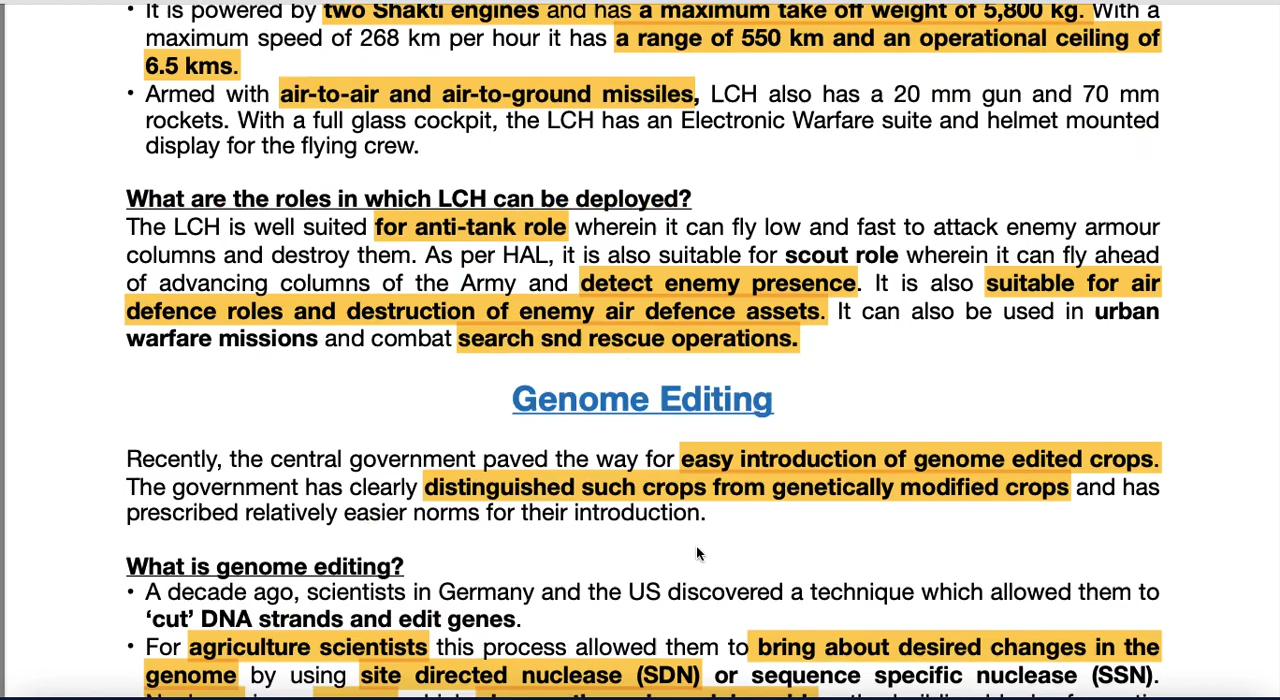 • It is powered by two Shakti engines and has a maximum take off weight of 5,800 kg. With a
maximum speed of 268 km per hour it has a range of 550 km and an operational ceiling of
6.5 kms.
• Armed with air-to-air and air-to-ground missiles, LCH also has a 20 mm gun and 70 mm
rockets. With a full glass cockpit, the LCH has an Electronic Warfare suite and helmet mounted
display for the flying crew.
What are the roles in which LCH can be deployed?
The LCH is well suited for anti-tank role wherein it can fly low and fast to attack enemy armour
columns and destroy them. As per HAL, it is also suitable for scout role wherein it can fly ahead
of advancing columns of the Army and detect enemy presence. It is also suitable for air
defence roles and destruction of enemy air defence assets. It can also be used in urban
warfare missions and combat search snd rescue operations.
Genome Editing
Recently, the central government paved the way for easy introduction of genome edited crops.
The government has clearly distinguished such crops from genetically modified crops and has
prescribed relatively easier norms for their introduction.
What is genome editing?
• A decade ago, scientists in Germany and the US discovered a technique which allowed them to
‘cut’ DNA strands and edit genes.
• For agriculture scientists this process allowed them to bring about desired changes in the
genome by using site directed nuclease (SDN) or sequence specific nuclease (SSN).